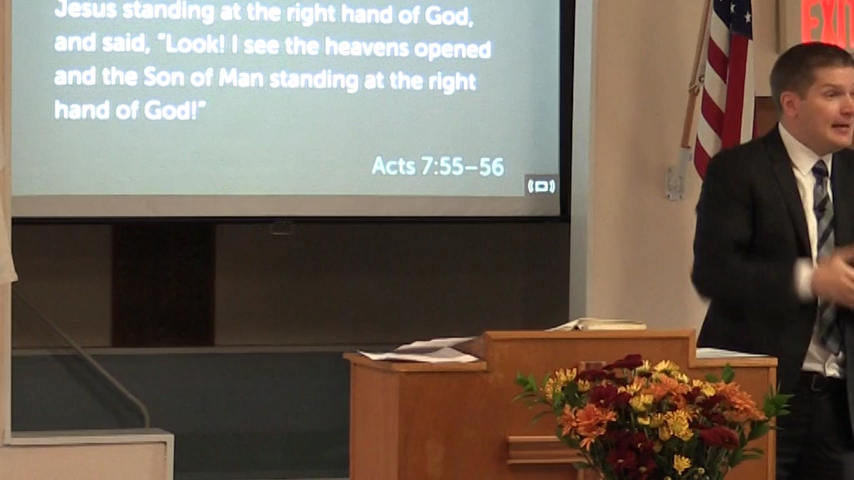 Jesus standing at the right hand of God,
and said, “Look! I see the heavens opened
and the Son of Man standing at the right
hand of God!”
Acts 7:55–56
EXIT